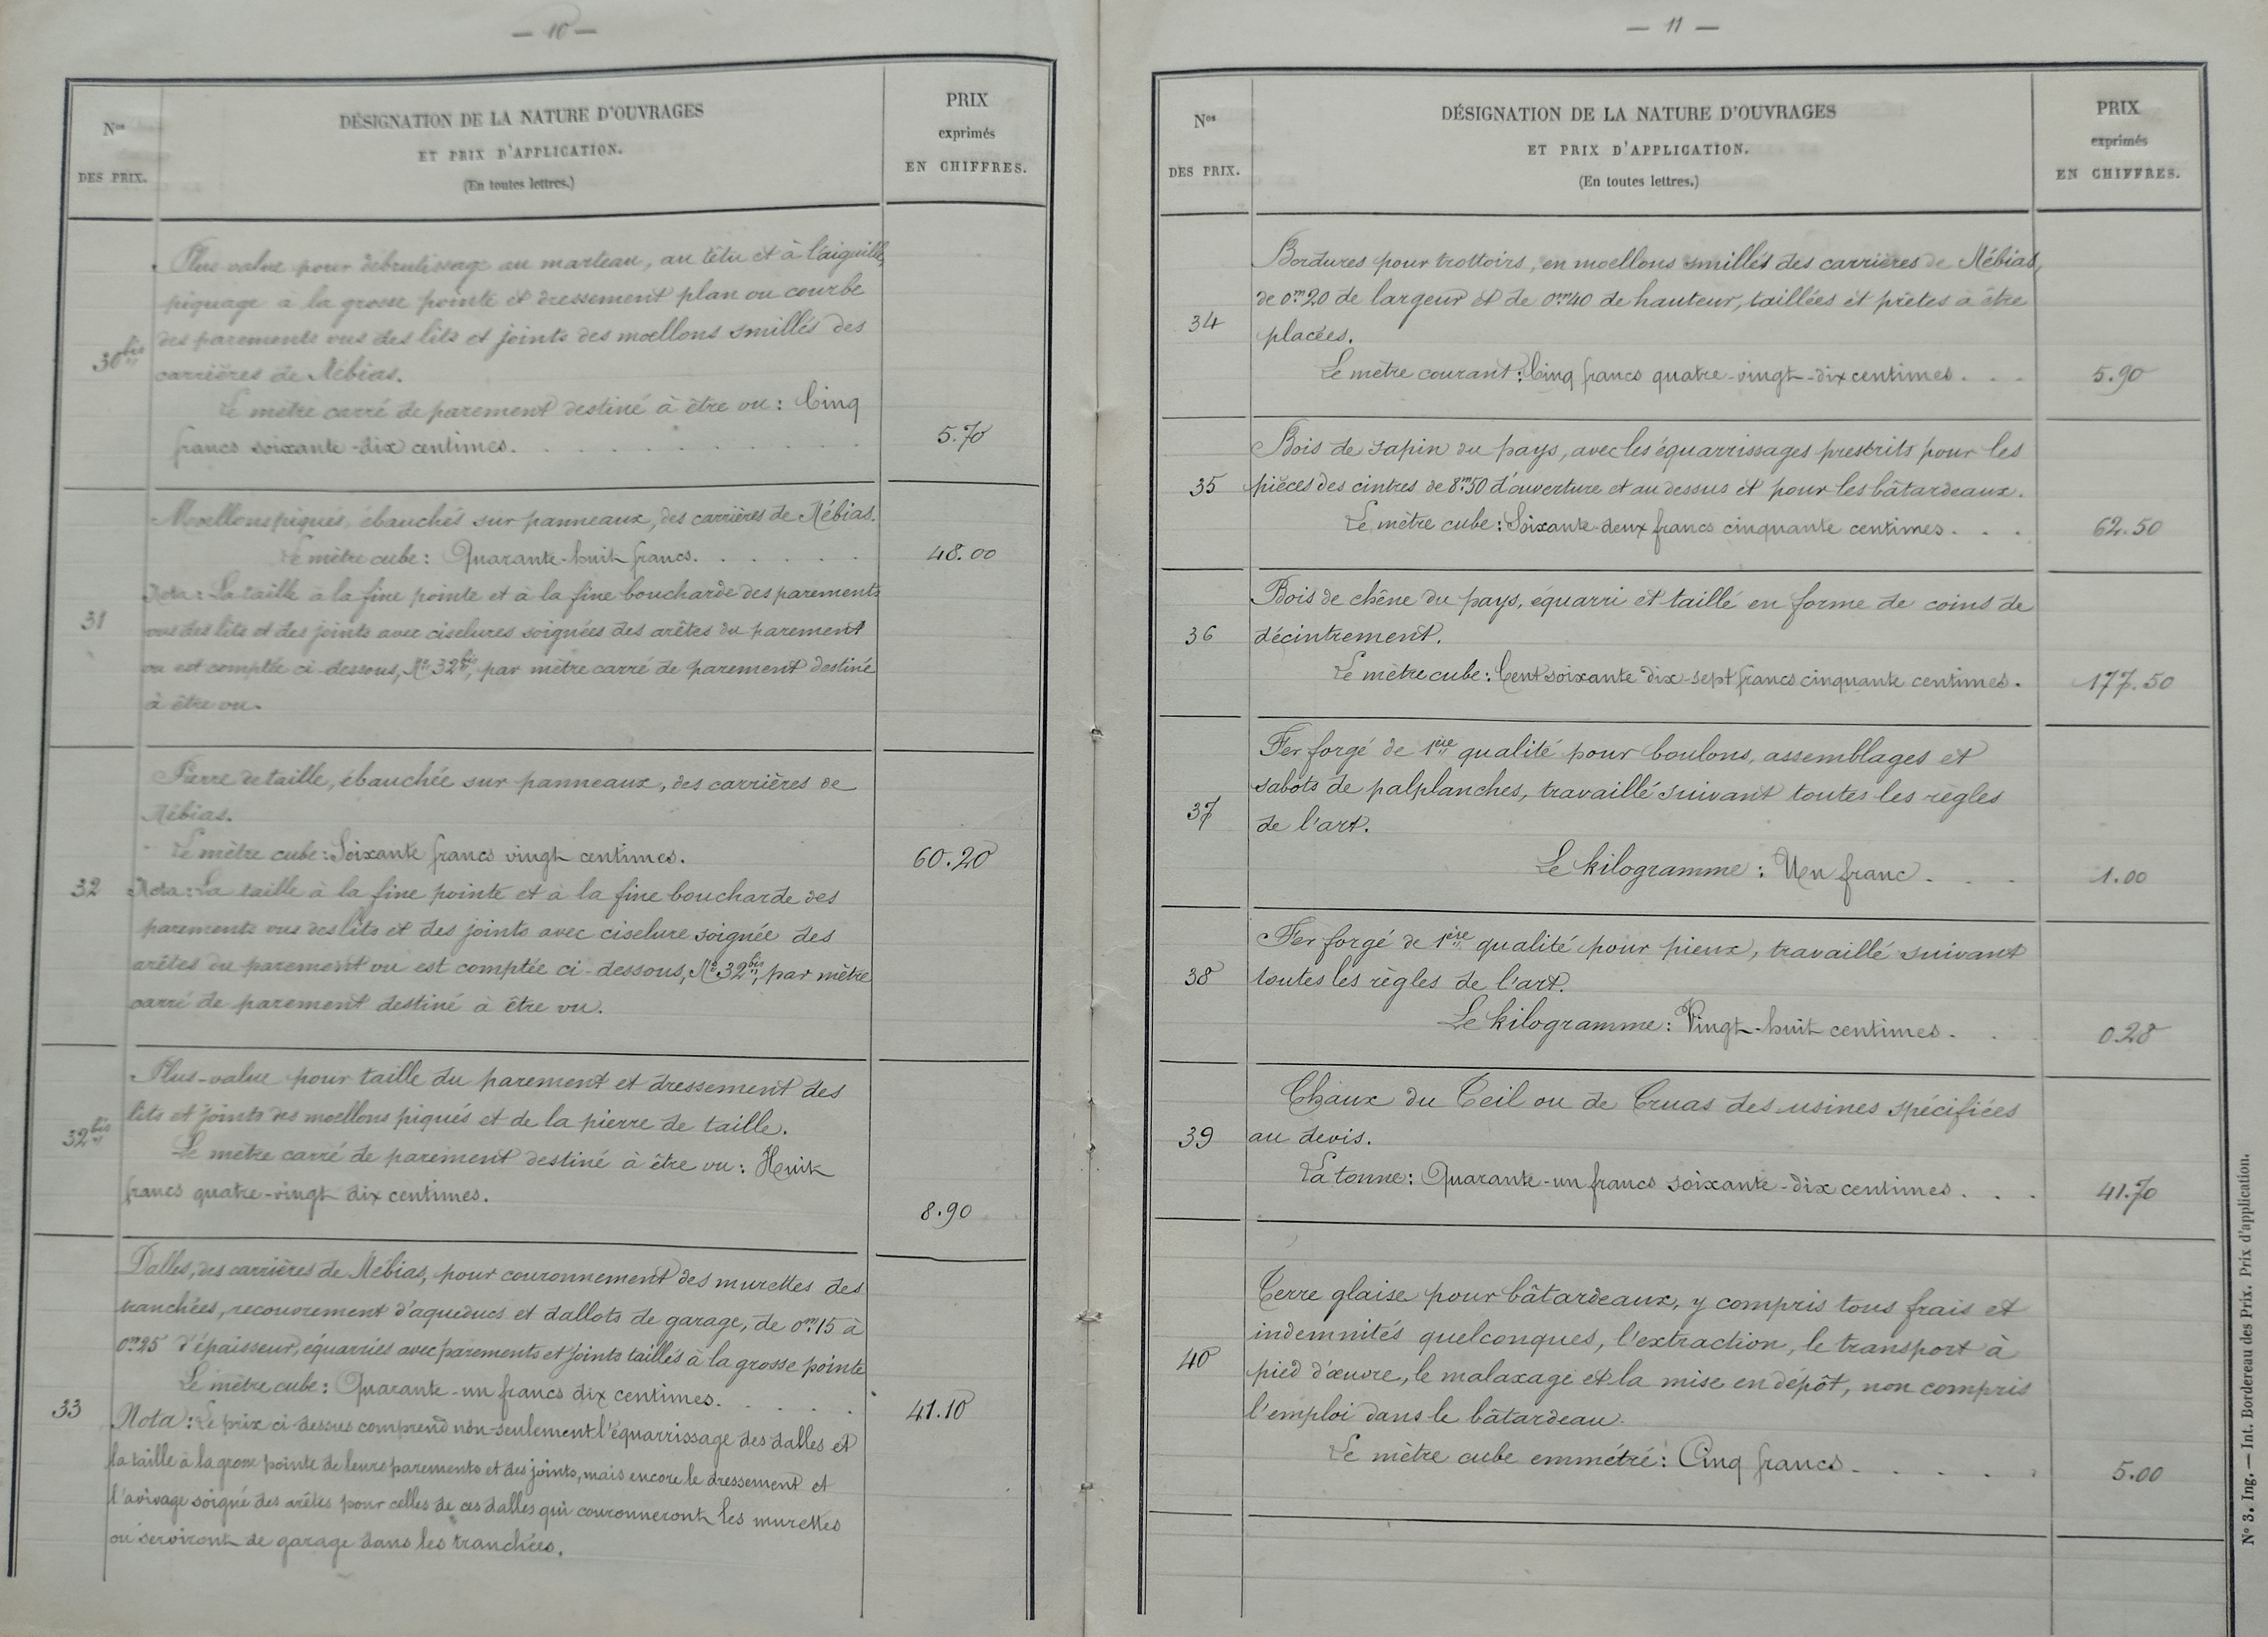 — 10 —
Nos
DES PRIX.
DÉSIGNATION DE LA NATURE D'OUVRAGES
ET PRIX D'APPLICATION.
(En toutes lettres.)
PRIX
exprimés
EN CHIFFRES.
Plus value pour débrutissage au marteau, au têtu et à l'aiguille,
piquage à la grosse pointe et dressement plan ou courbe
des parements vus des lits et joints des moellons smillés des
30 bis
carrières de Nébias.
Le mètre carré de parement destiné à être vu : Cinq
francs soixante-dix centimes. 5.70
Moellons piqués, ébauchés sur panneaux, des carrières de Nébias.
Le mètre cube : Quarante-huit francs. 48.00
Nota : La taille à la fine pointe et à la fine boucharde des parements
31
vus des lits et des joints avec ciselures soignées des arêtes du parement
vu est comptée ci-dessous, No 32 bis, par mètre carré de parement destiné
à être vu.
Pierre de taille, ébauchée sur panneaux, des carrières de
Nébias.
Le mètre cube : Soixante francs vingt centimes. 60.20
32 Nota : La taille à la fine pointe et à la fine boucharde des
parements vus des lits et des joints avec ciselure soignée des
arêtes du parement vu est comptée ci-dessous, No 32 bis, par mètre
carré de parement destiné à être vu.
Plus-value pour taille du parement et dressement des
32 bis lits et joints des moellons piqués et de la pierre de taille.
Le mètre carré de parement destiné à être vu : Huit
francs quatre-vingt dix centimes. 8.90
Dalles, des carrières de Nébias, pour couronnement des murettes des
tranchées, recouvrement d'aqueducs et dallots de garage, de 0m15 à
0m25 d'épaisseur, équarries avec parements et joints taillés à la grosse pointe
Le mètre cube : Quarante-un francs dix centimes. 41.10
33 Nota : Le prix ci-dessus comprend non-seulement l'équarrissage des dalles et
la taille à la grosse pointe de leurs parements et des joints, mais encore le dressement et
l'avivage soigné des arêtes pour celles de ces dalles qui couronneront les murettes
ou serviront de garage dans les tranchées.
— 11 —
Nos
DES PRIX.
DÉSIGNATION DE LA NATURE D'OUVRAGES
ET PRIX D'APPLICATION.
(En toutes lettres.)
PRIX
exprimés
EN CHIFFRES.
Bordures pour trottoirs, en moellons smillés des carrières de Nébias,
de 0m20 de largeur et de 0m40 de hauteur, taillées et prêtes à être
34 placées.
Le mètre courant : Cinq francs quatre-vingt-dix centimes. . . 5.90
Bois de sapin du pays, avec les équarrissages prescrits pour les
35 pièces des cintres de 8m50 d'ouverture et au dessus et pour les bâtardeaux.
Le mètre cube : Soixante-deux francs cinquante centimes. . . 62.50
Bois de chêne du pays, équarri et taillé en forme de coins de
36 décintrement.
Le mètre cube : Cent soixante dix-sept francs cinquante centimes. 177.50
Fer forgé de 1ère qualité pour boulons, assemblages et
sabots de palplanches, travaillé suivant toutes les règles
37 de l'art.
Le kilogramme : Un franc. . . 1.00
Fer forgé de 1ère qualité pour pieux, travaillé suivant
38 toutes les règles de l'art.
Le kilogramme : Vingt-huit centimes. . 0.28
Chaux du Teil ou de Cruas des usines spécifiées
39 au devis.
La tonne : Quarante-un francs soixante-dix centimes. . . 41.70
Terre glaise pour bâtardeaux, y compris tous frais et
indemnités quelconques, l'extraction, le transport à
40 pied d'œuvre, le malaxage et la mise en dépôt, non compris
l'emploi dans le bâtardeau.
Le mètre cube emmétré : Cinq francs. . . . . 5.00
N° 3. Ing. — Int. Bordereau des Prix. Prix d'application.